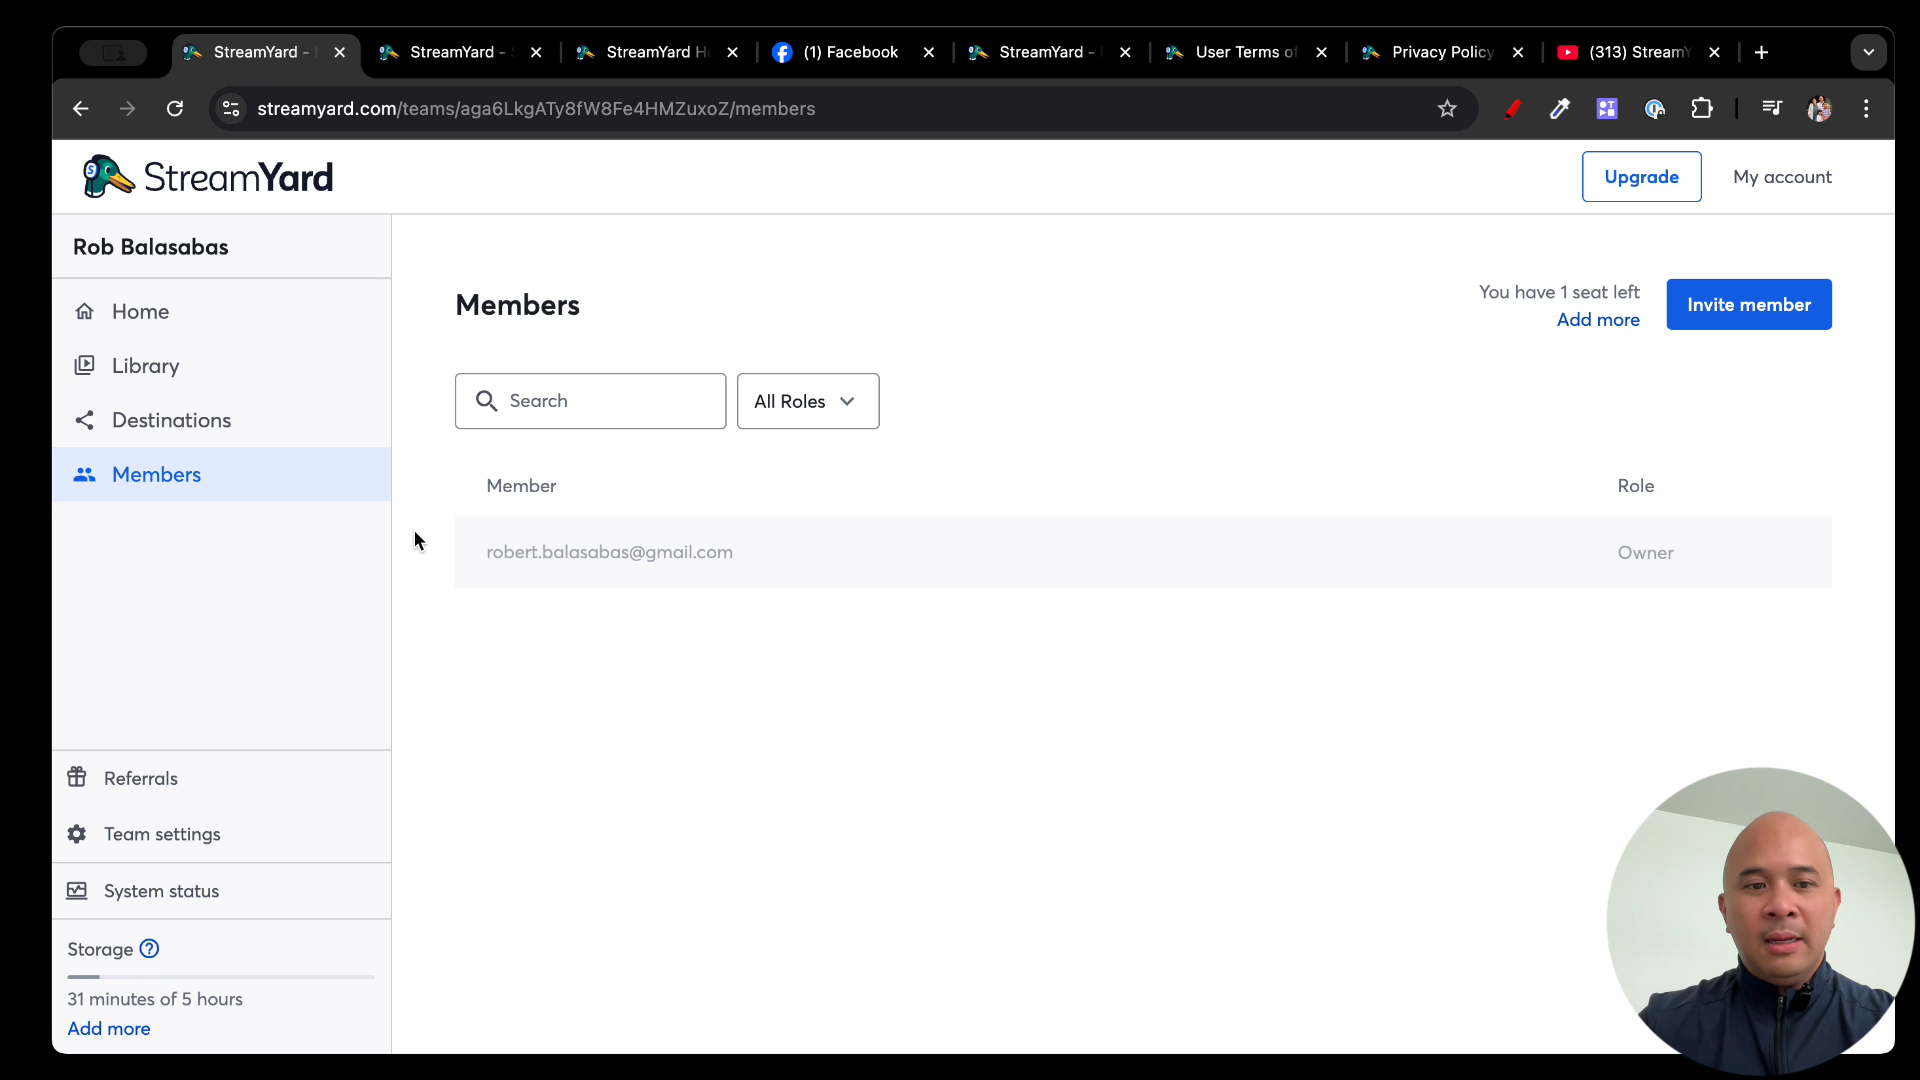 StreamYard -
StreamYard -
StreamYard H
(1) Facebook
StreamYard -
User Terms of
Privacy Policy
(313) StreamY
streamyard.com/teams/aga6LkgATy8fW8Fe4HMZuxoZ/members
StreamYard
Upgrade
My account
Rob Balasabas
Home
Library
Destinations
Members
Referrals
Team settings
System status
Storage
31 minutes of 5 hours
Add more
Members
You have 1 seat left
Add more
Invite member
Search
All Roles
Member
Role
robert.balasabas@gmail.com
Owner